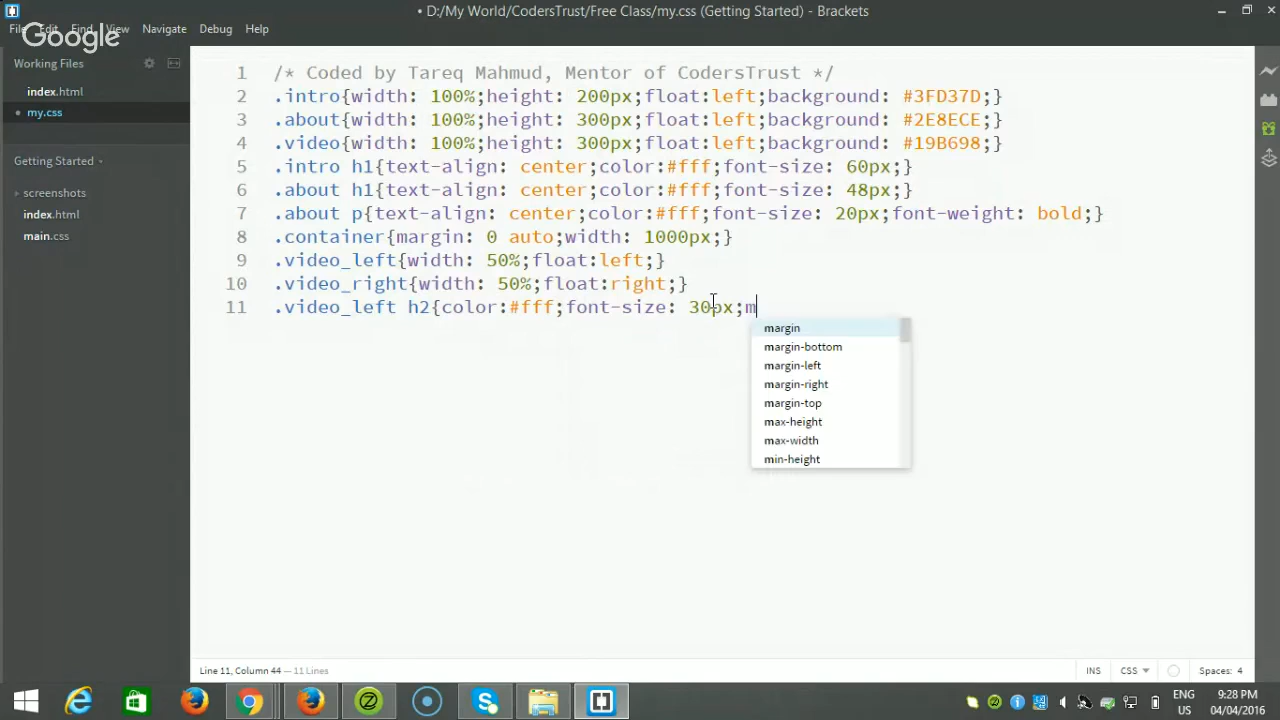 • D:/My World/CodersTrust/Free Class/my.css (Getting Started) - Brackets
File Edit Find View Navigate Debug Help
Google
Working Files
index.html
• my.css
Getting Started
screenshots
index.html
main.css
1 /* Coded by Tareq Mahmud, Mentor of CodersTrust */
2 .intro{width: 100%;height: 200px;float:left;background: #3FD37D;}
3 .about{width: 100%;height: 300px;float:left;background: #2E8ECE;}
4 .video{width: 100%;height: 300px;float:left;background: #19B698;}
5 .intro h1{text-align: center;color:#fff;font-size: 60px;}
6 .about h1{text-align: center;color:#fff;font-size: 48px;}
7 .about p{text-align: center;color:#fff;font-size: 20px;font-weight: bold;}
8 .container{margin: 0 auto;width: 1000px;}
9 .video_left{width: 50%;float:left;}
10 .video_right{width: 50%;float:right;}
11 .video_left h2{color:#fff;font-size: 30px;m
margin
margin-bottom
margin-left
margin-right
margin-top
max-height
max-width
min-height
Line 11, Column 44 — 11 Lines
INS CSS Spaces: 4
ENG 9:28 PM
US 04/04/2016